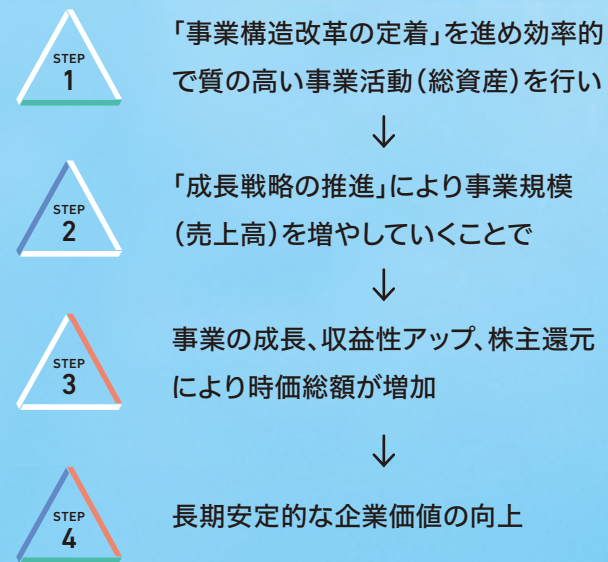 STEP
1
「事業構造改革の定着」を進め効率的
で質の高い事業活動(総資産)を行い
↓
STEP
2
「成長戦略の推進」により事業規模
(売上高)を増やしていくことで
↓
STEP
3
事業の成長、収益性アップ、株主還元
により時価総額が増加
↓
STEP
4
長期安定的な企業価値の向上